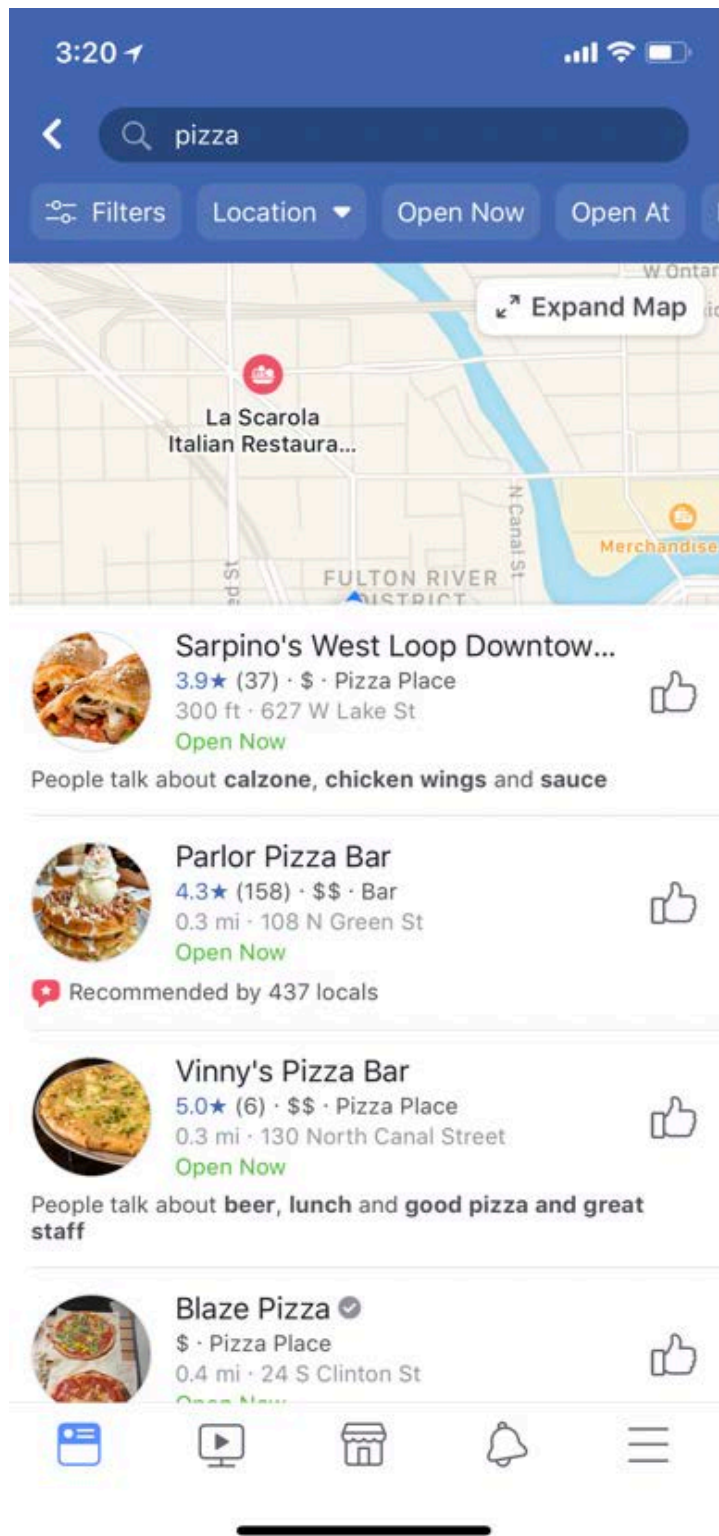 3:20
pizza
Filters Location Open Now Open At
W Ontar
Expand Map
La Scarola
Italian Restaura...
N Canal St
Merchandise
ed St
FULTON RIVER
DISTRICT
Sarpino's West Loop Downtow...
3.9★ (37) · $ · Pizza Place
300 ft · 627 W Lake St
Open Now
People talk about calzone, chicken wings and sauce
Parlor Pizza Bar
4.3★ (158) · $$ · Bar
0.3 mi · 108 N Green St
Open Now
Recommended by 437 locals
Vinny's Pizza Bar
5.0★ (6) · $$ · Pizza Place
0.3 mi · 130 North Canal Street
Open Now
People talk about beer, lunch and good pizza and great
staff
Blaze Pizza
$ · Pizza Place
0.4 mi · 24 S Clinton St
Open Now